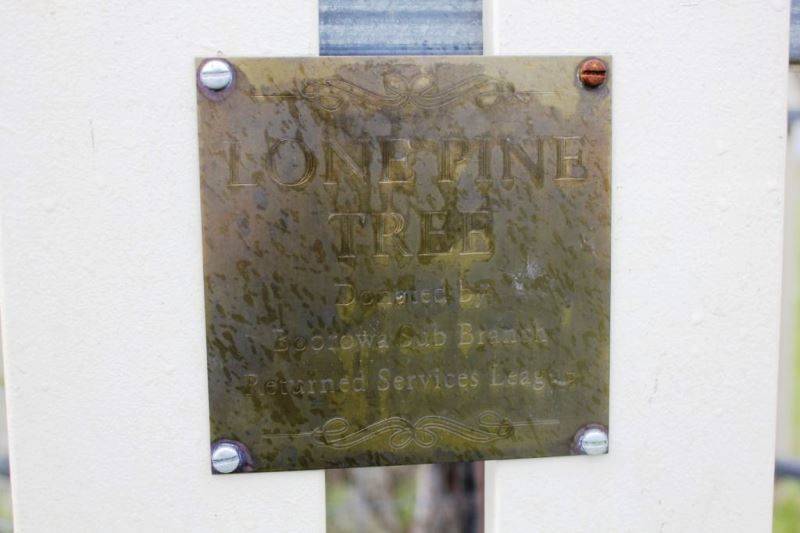 LONE PINE
TREE
Donated by
Boorowa Sub Branch
Returned Services League